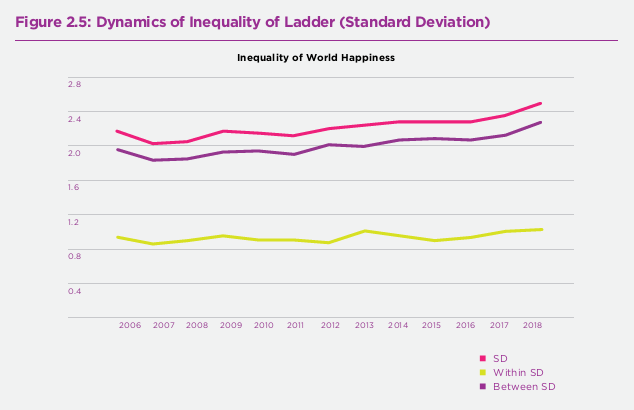 Figure 2.5: Dynamics of Inequality of Ladder (Standard Deviation)
Inequality of World Happiness
2.8
2.4
2.0
1.6
1.2
0.8
0.4
2006 2007 2008 2009 2010 2011 2012 2013 2014 2015 2016 2017 2018
SD
Within SD
Between SD